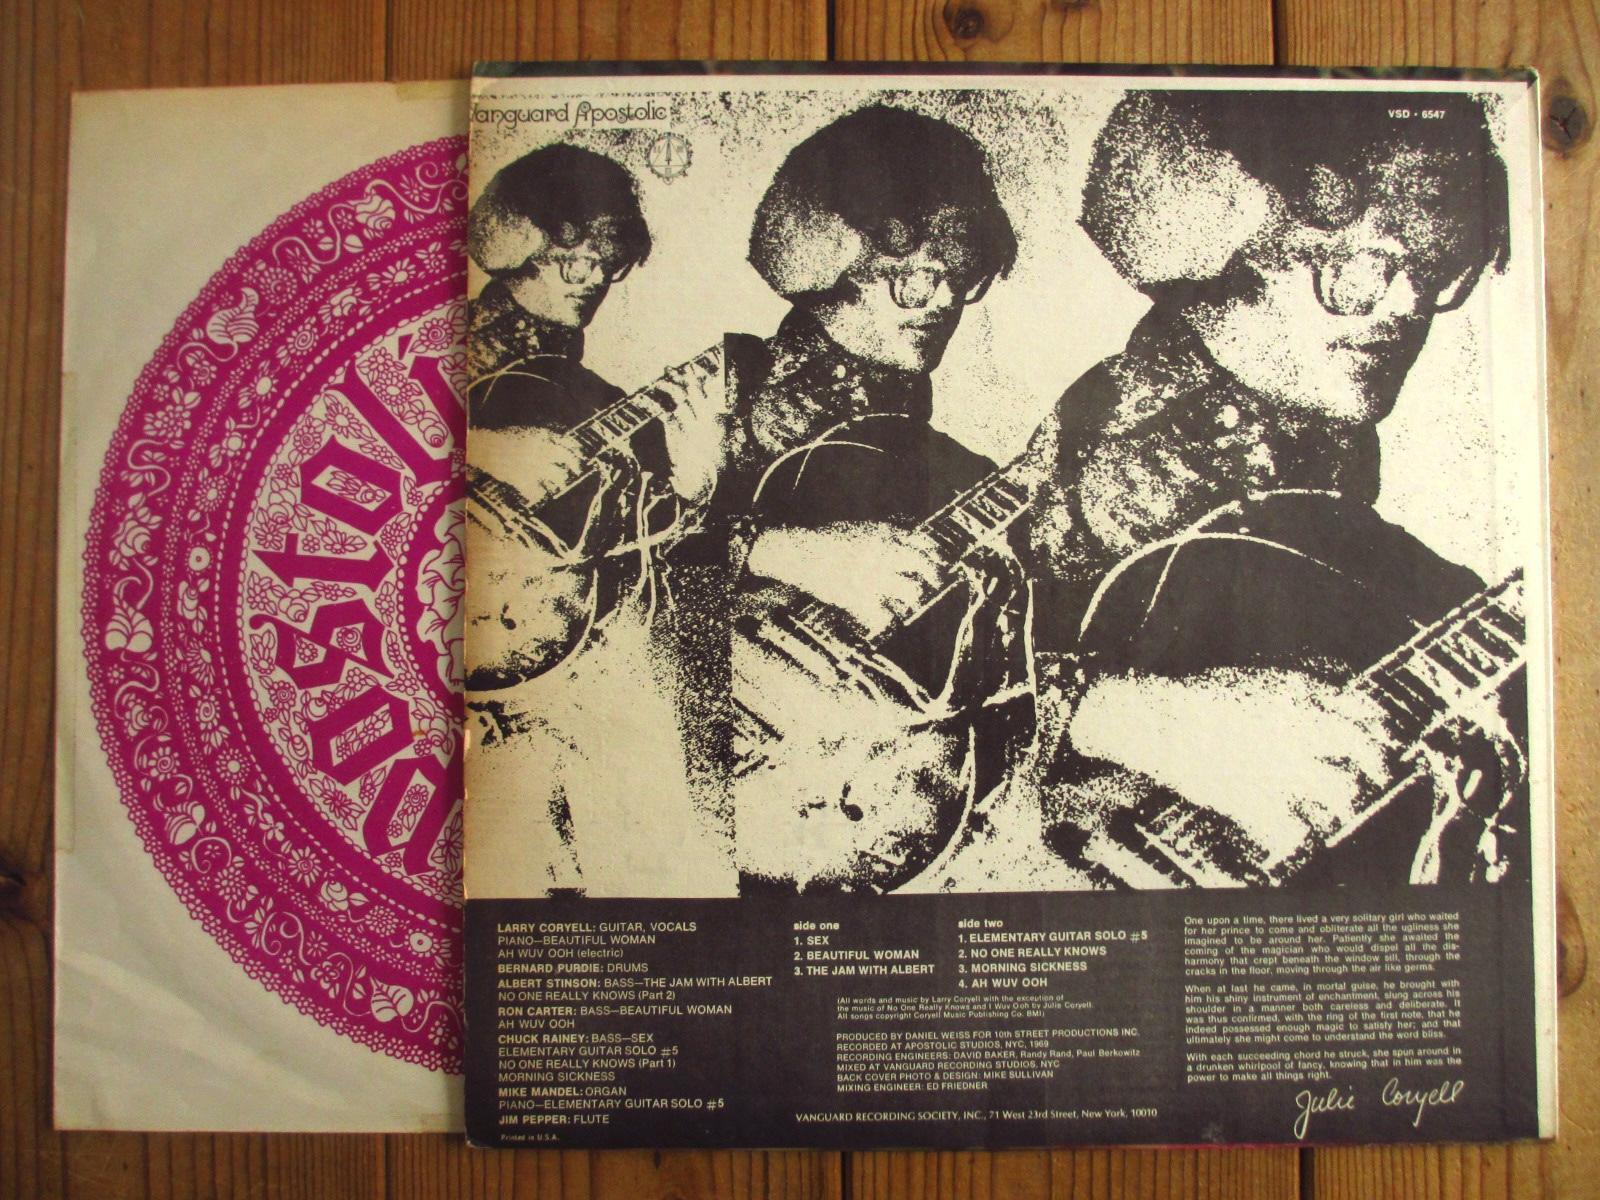 Vanguard Apostolic
VSD • 6547
Apostolic
LARRY CORYELL: GUITAR, VOCALS
PIANO—BEAUTIFUL WOMAN
AH WUV OOH (electric)
BERNARD PURDIE: DRUMS
ALBERT STINSON: BASS—THE JAM WITH ALBERT
NO ONE REALLY KNOWS (Part 2)
RON CARTER: BASS—BEAUTIFUL WOMAN
AH WUV OOH
CHUCK RAINEY: BASS—SEX
ELEMENTARY GUITAR SOLO #5
NO ONE REALLY KNOWS (Part 1)
MORNING SICKNESS
MIKE MANDEL: ORGAN
PIANO—ELEMENTARY GUITAR SOLO #5
JIM PEPPER: FLUTE
Printed in U.S.A.
side one
1. SEX
2. BEAUTIFUL WOMAN
3. THE JAM WITH ALBERT
side two
1. ELEMENTARY GUITAR SOLO #5
2. NO ONE REALLY KNOWS
3. MORNING SICKNESS
4. AH WUV OOH
(All words and music by Larry Coryell with the exception of
the music of No One Really Knows and I Wuv Ooh by Julie Coryell.
All songs copyright Coryell Music Publishing Co. BMI)
PRODUCED BY DANIEL WEISS FOR 10TH STREET PRODUCTIONS INC.
RECORDED AT APOSTOLIC STUDIOS, NYC, 1969
RECORDING ENGINEERS: DAVID BAKER, Randy Rand, Paul Berkowitz
MIXED AT VANGUARD RECORDING STUDIOS, NYC
BACK COVER PHOTO & DESIGN: MIKE SULLIVAN
MIXING ENGINEER: ED FRIEDNER
VANGUARD RECORDING SOCIETY, INC., 71 West 23rd Street, New York, 10010
One upon a time, there lived a very solitary girl who waited
for her prince to come and obliterate all the ugliness she
imagined to be around her. Patiently she awaited the
coming of the magician who would dispel all the dis-
harmony that crept beneath the window sill, through the
cracks in the floor, moving through the air like germs.
When at last he came, in mortal guise, he brought with
him his shiny instrument of enchantment, slung across his
shoulder in a manner both careless and deliberate. It
was thus confirmed, with the ring of the first note, that he
indeed possessed enough magic to satisfy her; and that
ultimately she might come to understand the word bliss.
With each succeeding chord he struck, she spun around in
a drunken whirlpool of fancy, knowing that in him was the
power to make all things right.
Julie Coryell